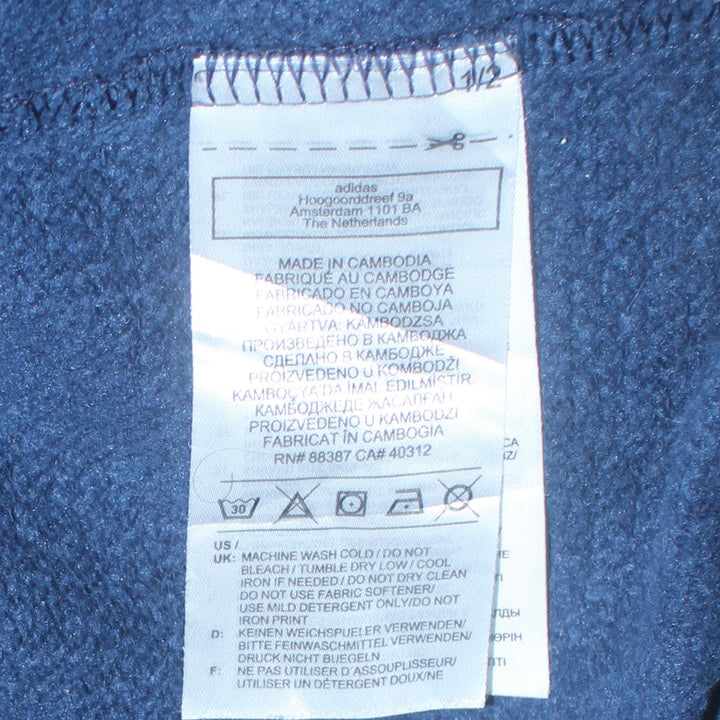 1/2
adidas
Hoogoorddreef 9a
Amsterdam 1101 BA
The Netherlands
MADE IN CAMBODIA
FABRIQUÉ AU CAMBODGE
FABRICADO EN CAMBOYA
FABRICADO NO CAMBOJA
GYÁRTVA: KAMBODZSA
ПРОИЗВЕДЕНО В КАМБОДЖА
СДЕЛАНО В КАМБОДЖЕ
PROIZVEDENO U KOMBODŽI
KAMBOÇYA'DA İMAL EDİLMİŞTİR.
КАМБОДЖЕДЕ ЖАСАЛҒАН
PROIZVEDENO U KAMBODŽI
FABRICAT ÎN CAMBOGIA
RN# 88387 CA# 40312
30
US /
UK: MACHINE WASH COLD / DO NOT
BLEACH / TUMBLE DRY LOW / COOL
IRON IF NEEDED / DO NOT DRY CLEAN
DO NOT USE FABRIC SOFTENER/
USE MILD DETERGENT ONLY/DO NOT
IRON PRINT
D: KEINEN WEICHSPUELER VERWENDEN/
BITTE FEINWASCHMITTEL VERWENDEN/
DRUCK NICHT BUEGELN
F: NE PAS UTILISER D'ASSOUPLISSEUR/
UTILISER UN DÉTERGENT DOUX/NE